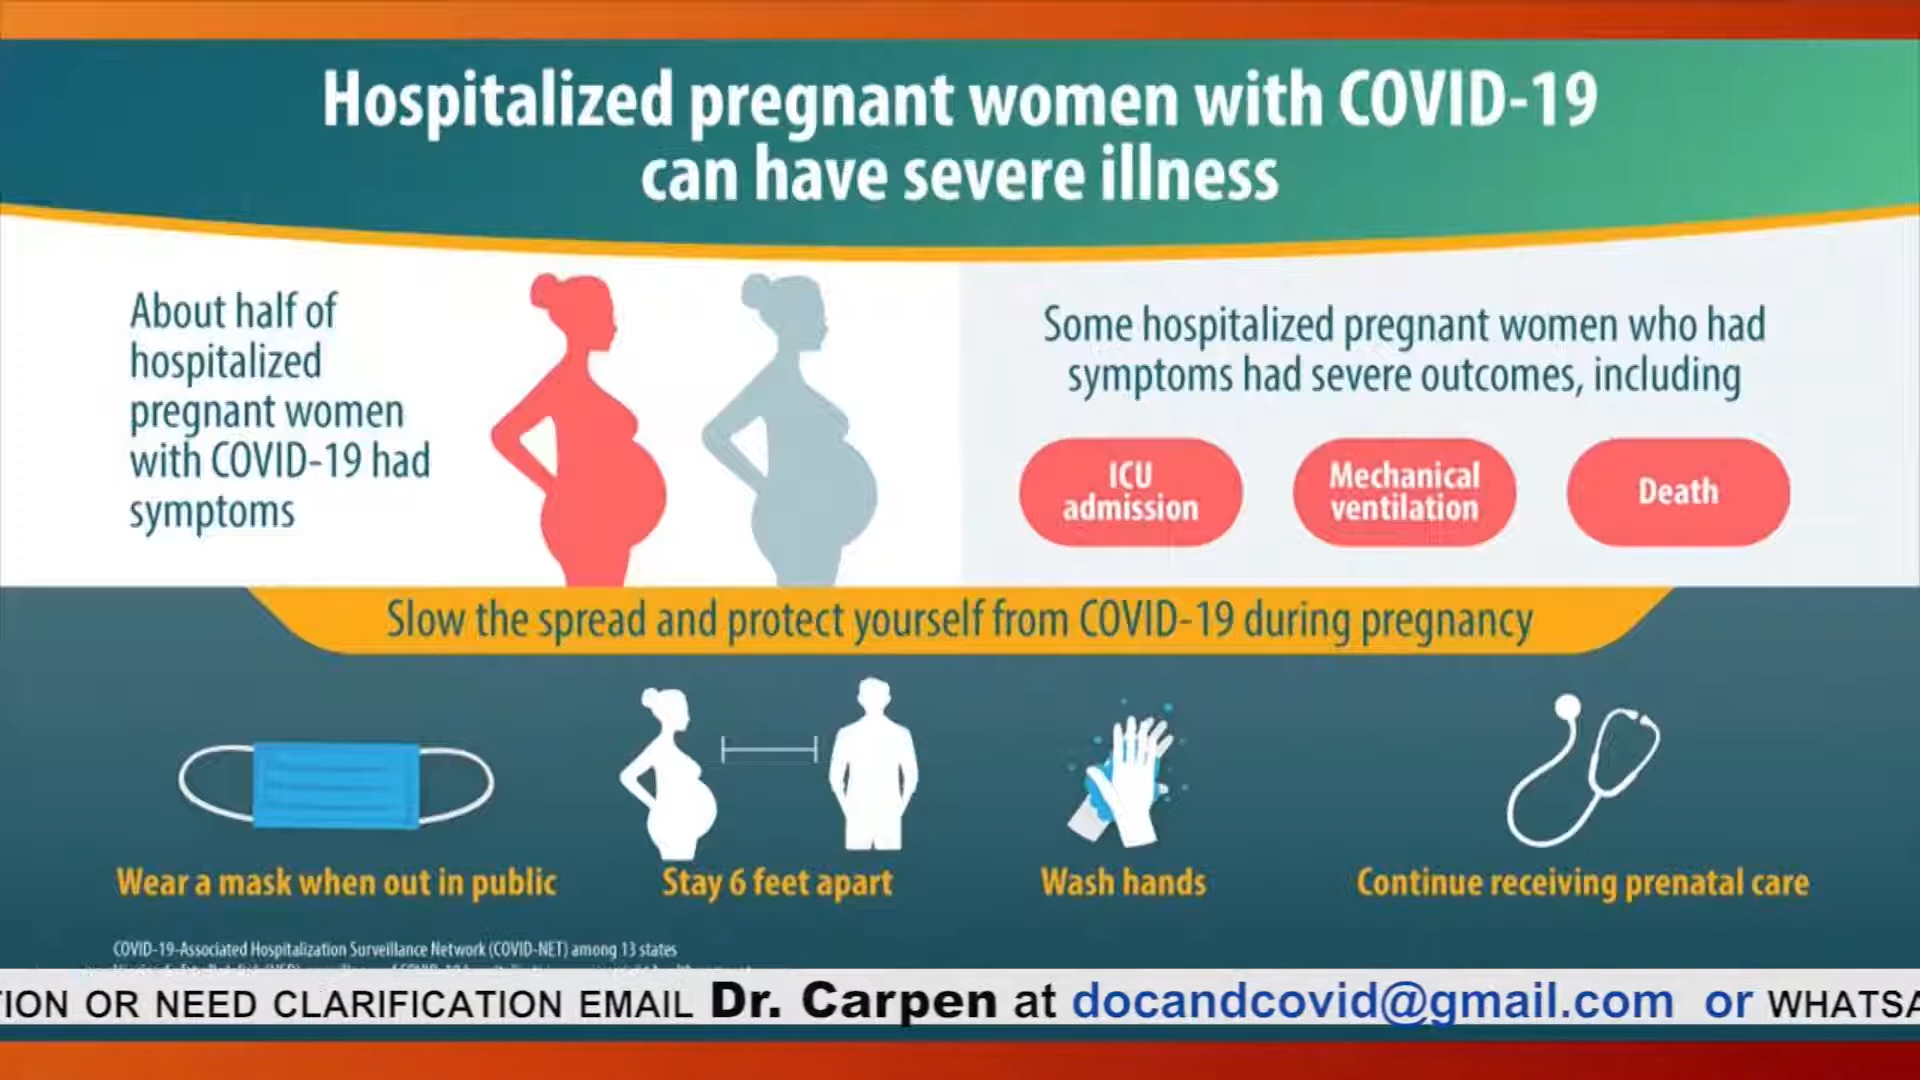 Hospitalized pregnant women with COVID-19
can have severe illness
About half of
hospitalized
pregnant women
with COVID-19 had
symptoms
Some hospitalized pregnant women who had
symptoms had severe outcomes, including
ICU
admission
Mechanical
ventilation
Death
Slow the spread and protect yourself from COVID-19 during pregnancy
Wear a mask when out in public
Stay 6 feet apart
Wash hands
Continue receiving prenatal care
COVID-19-Associated Hospitalization Surveillance Network (COVID-NET) among 13 states
OR NEED CLARIFICATION EMAIL Dr. Carpen at docandcovid@gmail.com or